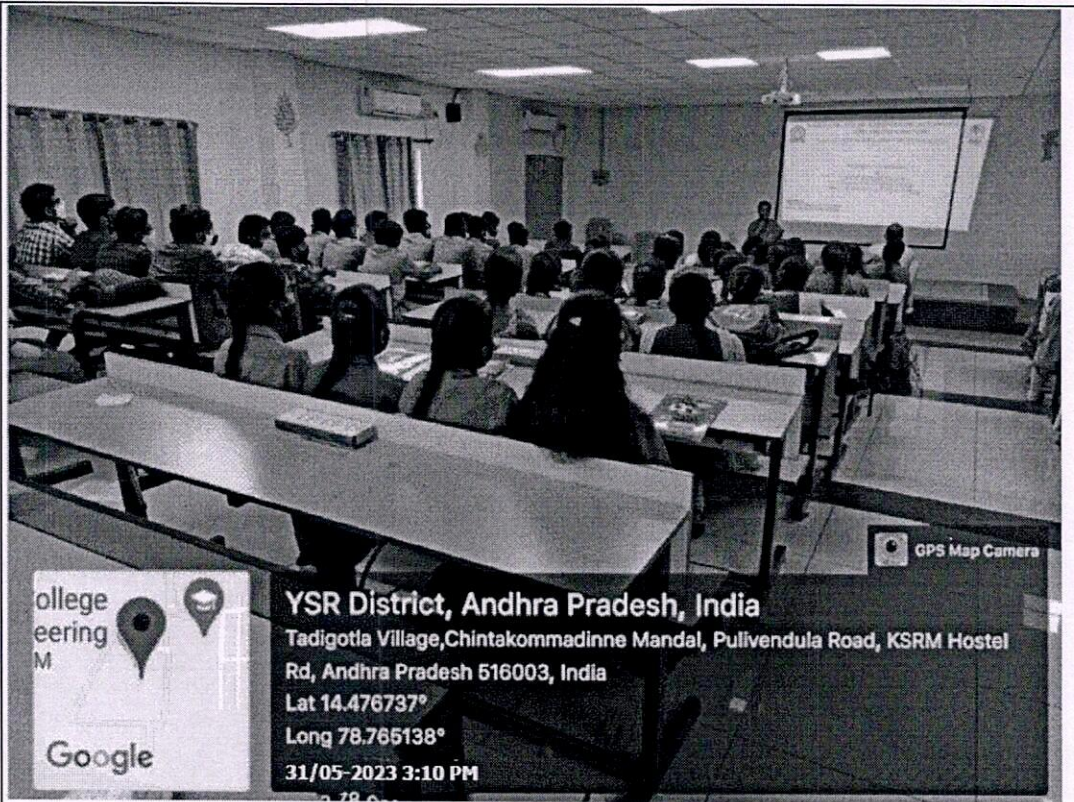 GPS Map Camera
ollege
eering
M
Google
YSR District, Andhra Pradesh, India
Tadigotla Village,Chintakommadinne Mandal, Pulivendula Road, KSRM Hostel
Rd, Andhra Pradesh 516003, India
Lat 14.476737°
Long 78.765138°
31/05-2023 3:10 PM